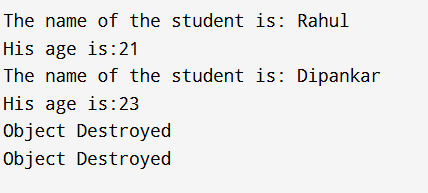 The name of the student is: Rahul
His age is:21
The name of the student is: Dipankar
His age is:23
Object Destroyed
Object Destroyed